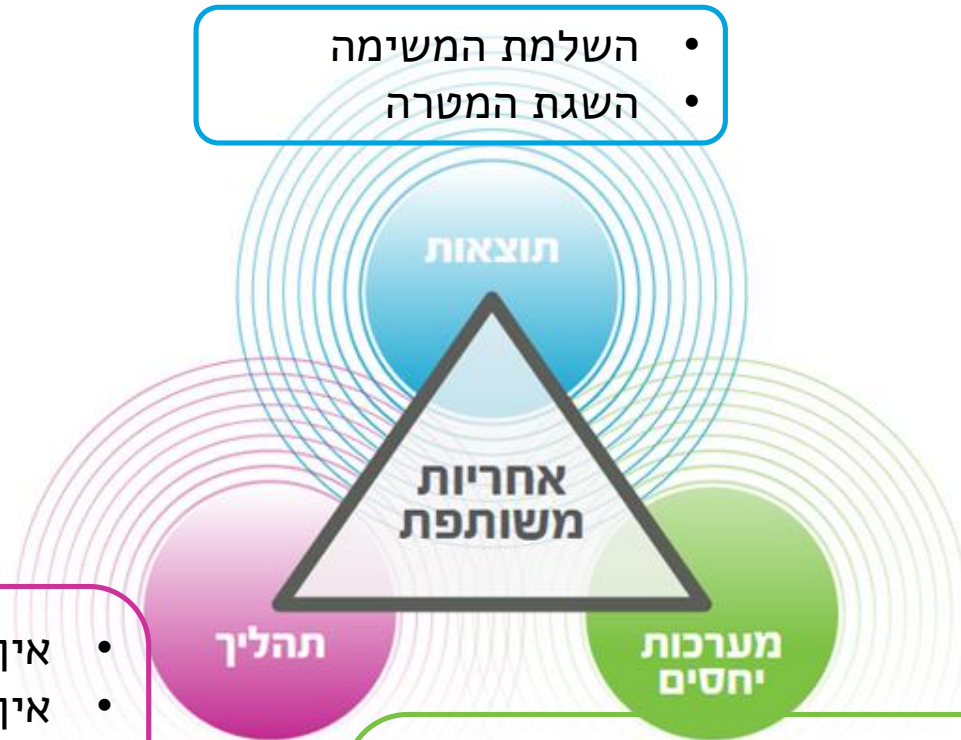 • השלמת המשימה
• השגת המטרה
תוצאות
אחריות
משותפת
תהליך
מערכות
יחסים